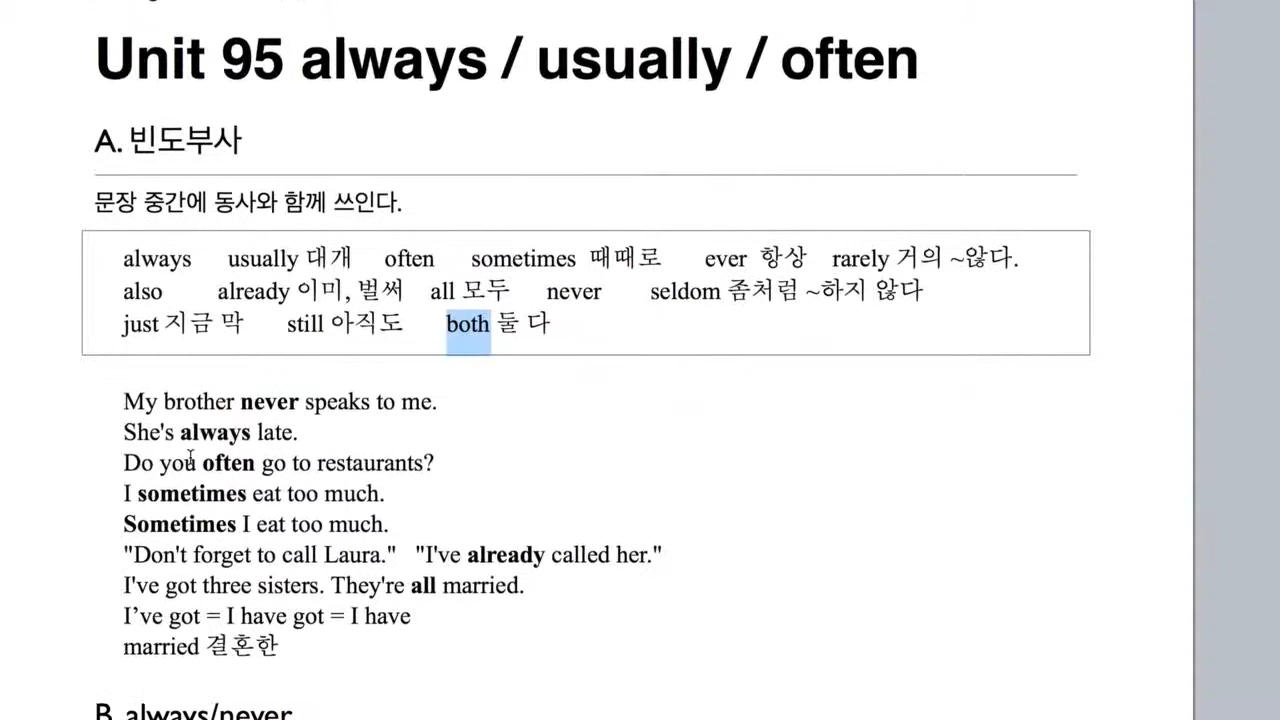 Unit 95 always / usually / often
A. 빈도부사
문장 중간에 동사와 함께 쓰인다.
always usually 대개 often sometimes 때때로 ever 항상 rarely 거의 ~않다.
also already 이미, 벌써 all 모두 never seldom 좀처럼 ~하지 않다
just 지금 막 still 아직도 both 둘 다
My brother never speaks to me.
She's always late.
Do you often go to restaurants?
I sometimes eat too much.
Sometimes I eat too much.
"Don't forget to call Laura." "I've already called her."
I've got three sisters. They're all married.
I’ve got = I have got = I have
married 결혼한
B. always/never